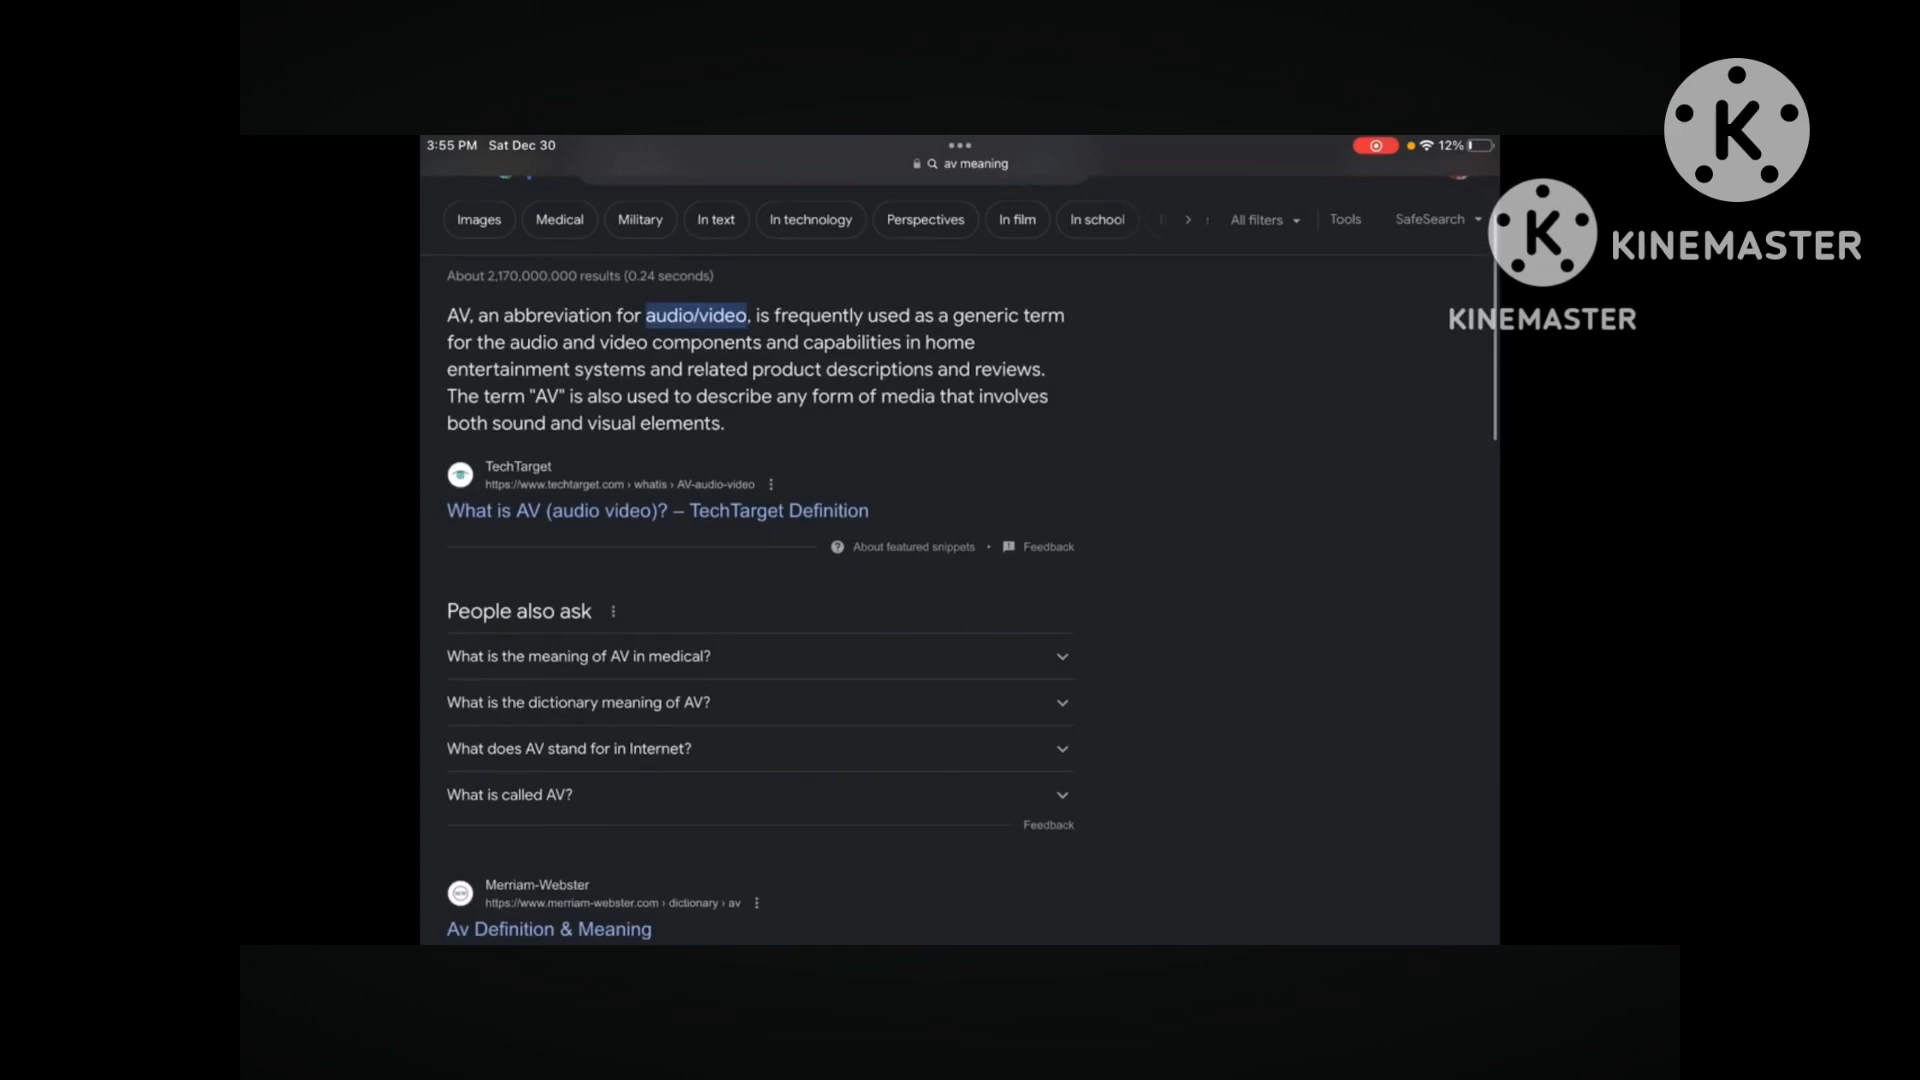 3:55 PM Sat Dec 30
12%
av meaning
K
K
KINEMASTER
KINEMASTER
Images Medical Military In text In technology Perspectives In film In school All filters Tools SafeSearch
About 2,170,000,000 results (0.24 seconds)
AV, an abbreviation for audio/video, is frequently used as a generic term
for the audio and video components and capabilities in home
entertainment systems and related product descriptions and reviews.
The term "AV" is also used to describe any form of media that involves
both sound and visual elements.
TechTarget
https://www.techtarget.com › whatis › AV-audio-video
What is AV (audio video)? – TechTarget Definition
About featured snippets • Feedback
People also ask
What is the meaning of AV in medical?
What is the dictionary meaning of AV?
What does AV stand for in Internet?
What is called AV?
Feedback
Merriam-Webster
https://www.merriam-webster.com › dictionary › av
Av Definition & Meaning